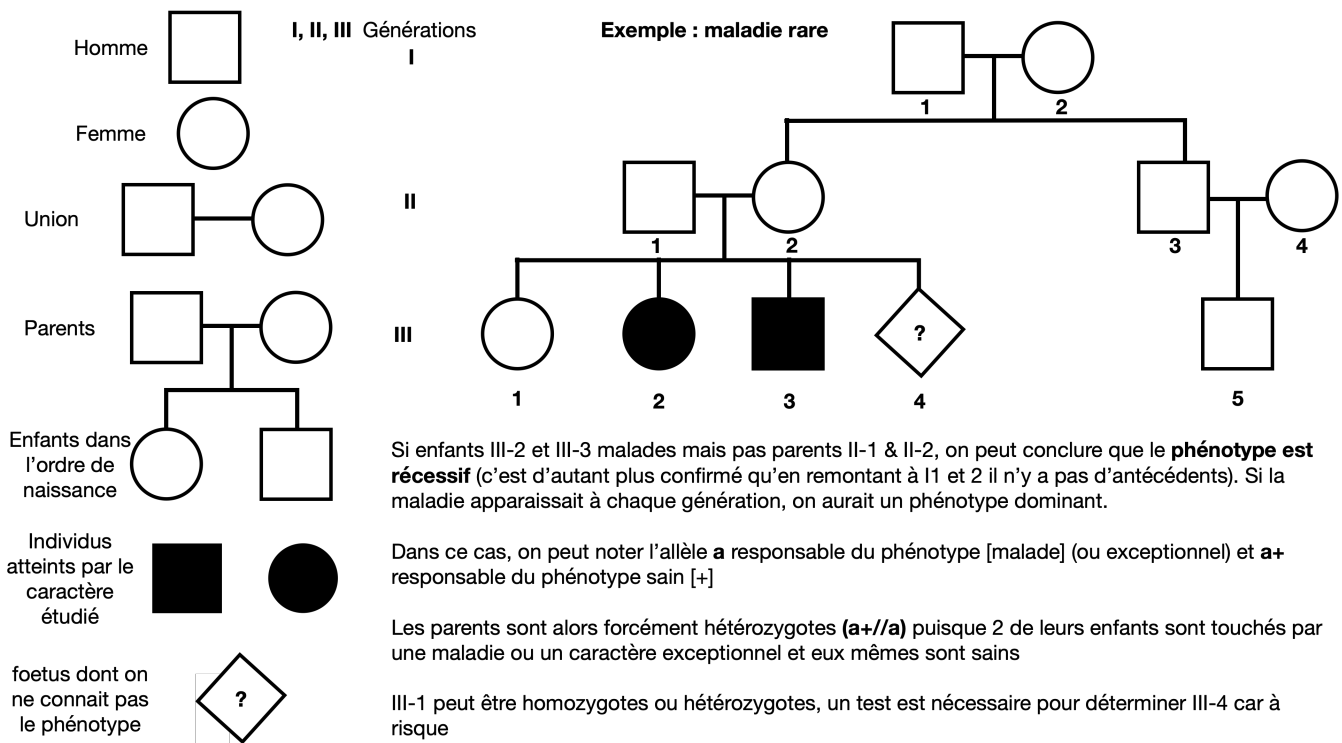 Homme
Femme
Union
Parents
Enfants dans
l'ordre de
naissance
Individus
atteints par le
caractère
étudié
foetus dont on
ne connait pas
le phénotype
?
I, II, III Générations
Exemple : maladie rare
I
1
2
II
1
2
3
4
III
?
1
2
3
4
5
Si enfants III-2 et III-3 malades mais pas parents II-1 & II-2, on peut conclure que le phénotype est
récessif (c'est d'autant plus confirmé qu'en remontant à I1 et 2 il n'y a pas d'antécédents). Si la
maladie apparaissait à chaque génération, on aurait un phénotype dominant.
Dans ce cas, on peut noter l'allèle a responsable du phénotype [malade] (ou exceptionnel) et a+
responsable du phénotype sain [+]
Les parents sont alors forcément hétérozygotes (a+//a) puisque 2 de leurs enfants sont touchés par
une maladie ou un caractère exceptionnel et eux mêmes sont sains
III-1 peut être homozygotes ou hétérozygotes, un test est nécessaire pour déterminer III-4 car à
risque